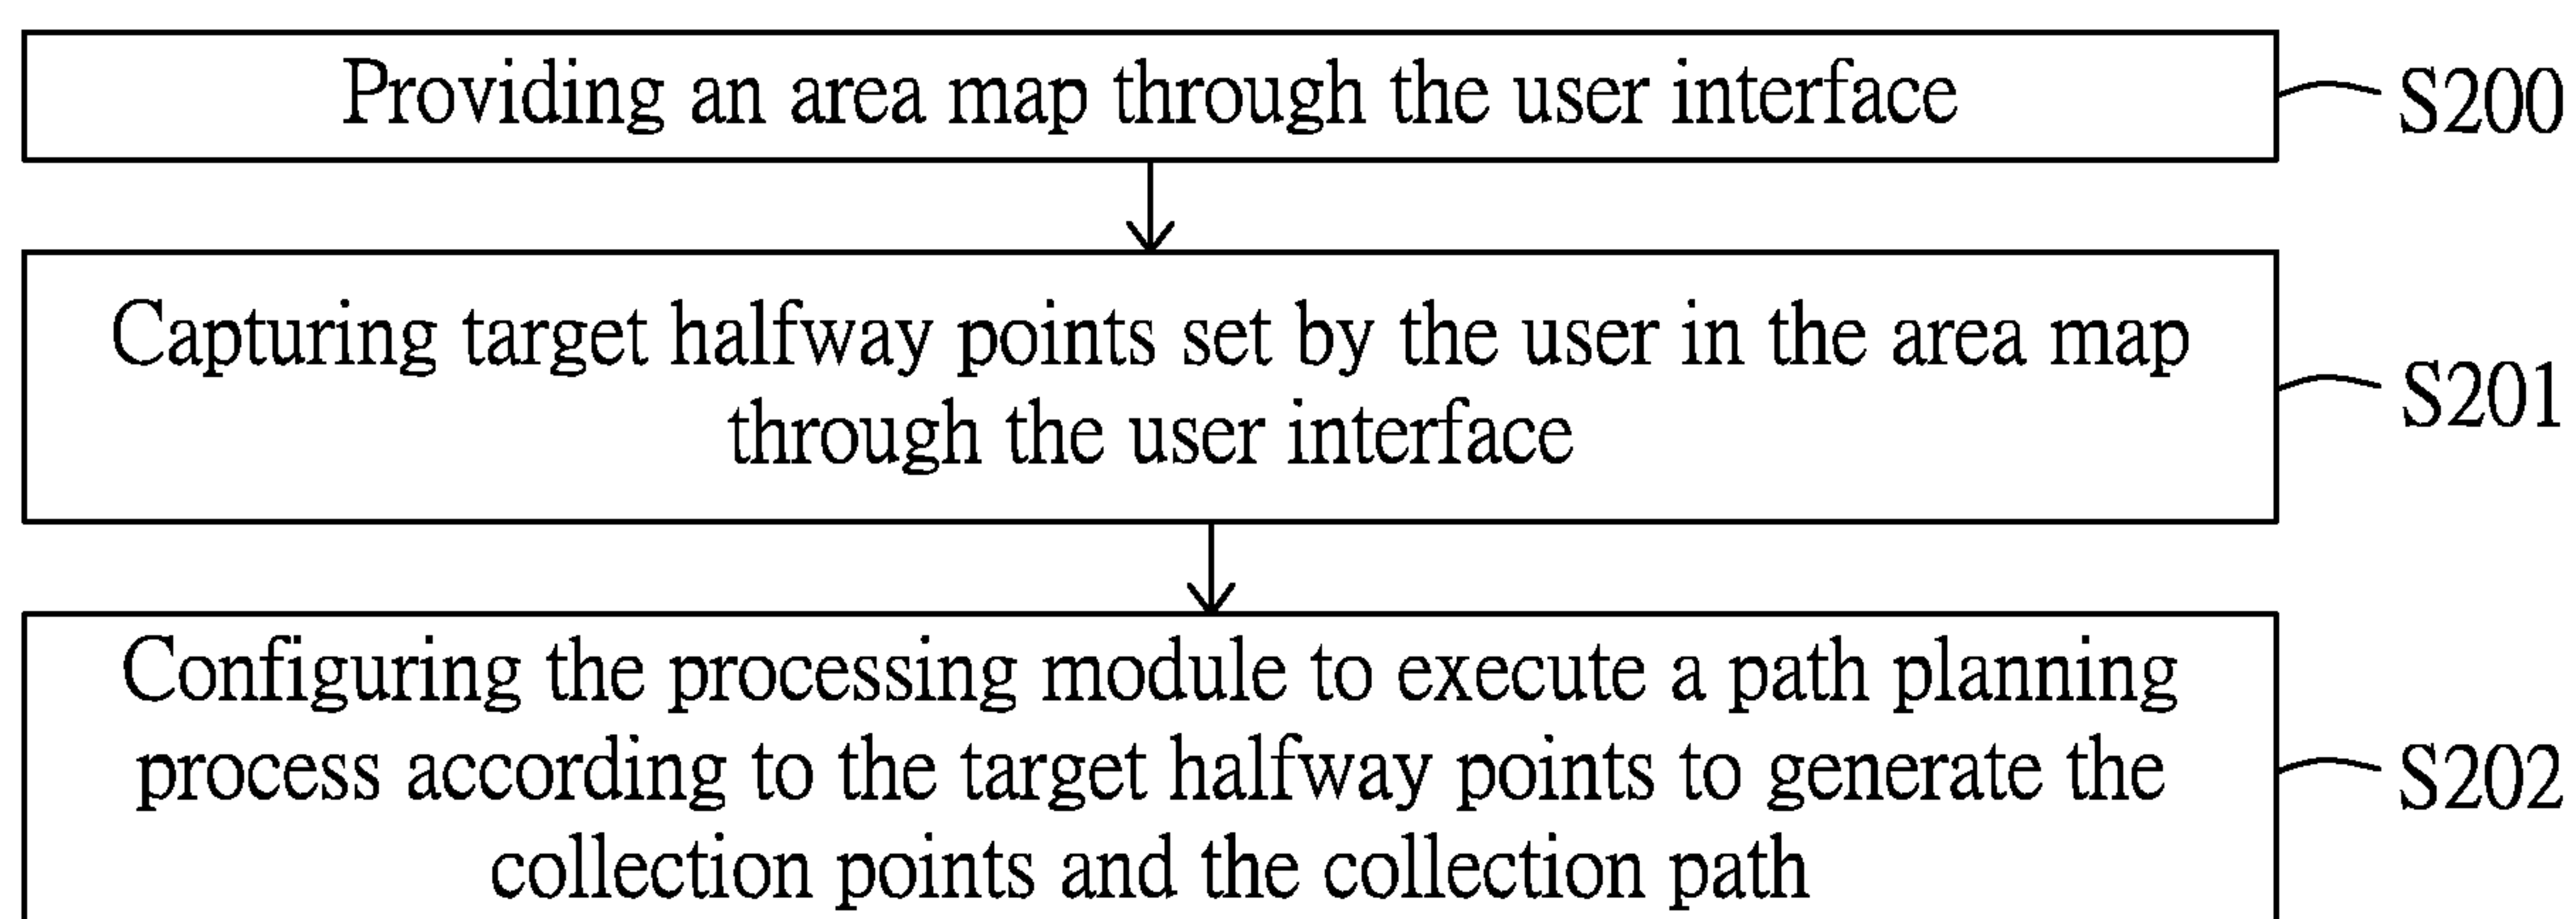 Providing an area map through the user interface
S200
Capturing target halfway points set by the user in the area map
through the user interface
S201
Configuring the processing module to execute a path planning
process according to the target halfway points to generate the
collection points and the collection path
S202